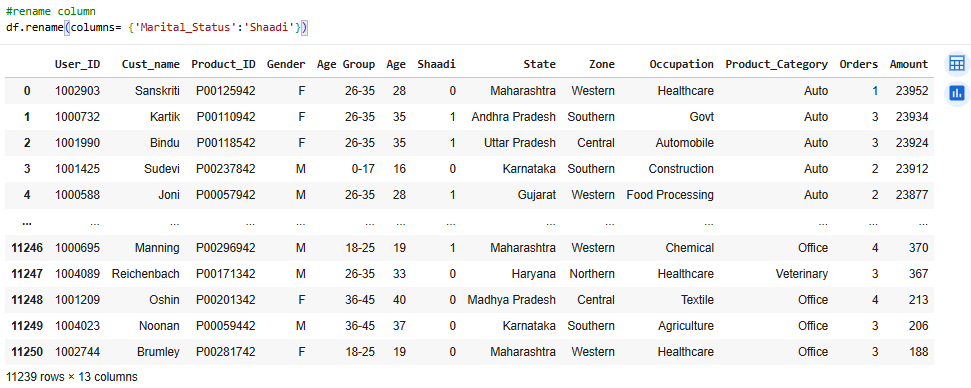 #rename column
df.rename(columns= {'Marital_Status':'Shaadi'})
User_ID Cust_name Product_ID Gender Age Group Age Shaadi State Zone Occupation Product_Category Orders Amount
0 1002903 Sanskriti P00125942 F 26-35 28 0 Maharashtra Western Healthcare Auto 1 23952
1 1000732 Kartik P00110942 F 26-35 35 1 Andhra Pradesh Southern Govt Auto 3 23934
2 1001990 Bindu P00118542 F 26-35 35 1 Uttar Pradesh Central Automobile Auto 3 23924
3 1001425 Sudevi P00237842 M 0-17 16 0 Karnataka Southern Construction Auto 2 23912
4 1000588 Joni P00057942 M 26-35 28 1 Gujarat Western Food Processing Auto 2 23877
... ... ... ... ... ... ... ... ... ... ... ... ... ...
11246 1000695 Manning P00296942 M 18-25 19 1 Maharashtra Western Chemical Office 4 370
11247 1004089 Reichenbach P00171342 M 26-35 33 0 Haryana Northern Healthcare Veterinary 3 367
11248 1001209 Oshin P00201342 F 36-45 40 0 Madhya Pradesh Central Textile Office 4 213
11249 1004023 Noonan P00059442 M 36-45 37 0 Karnataka Southern Agriculture Office 3 206
11250 1002744 Brumley P00281742 F 18-25 19 0 Maharashtra Western Healthcare Office 3 188
11239 rows × 13 columns